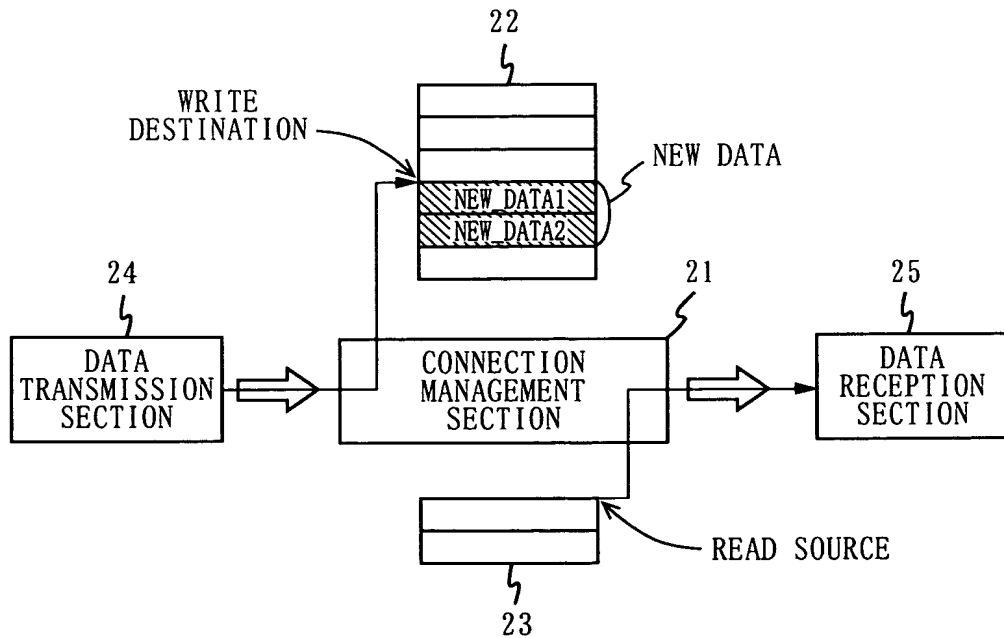 22
WRITE
DESTINATION
NEW DATA
NEW_DATA1
NEW_DATA2
24
21
25
DATA
TRANSMISSION
SECTION
CONNECTION
MANAGEMENT
SECTION
DATA
RECEPTION
SECTION
READ SOURCE
23